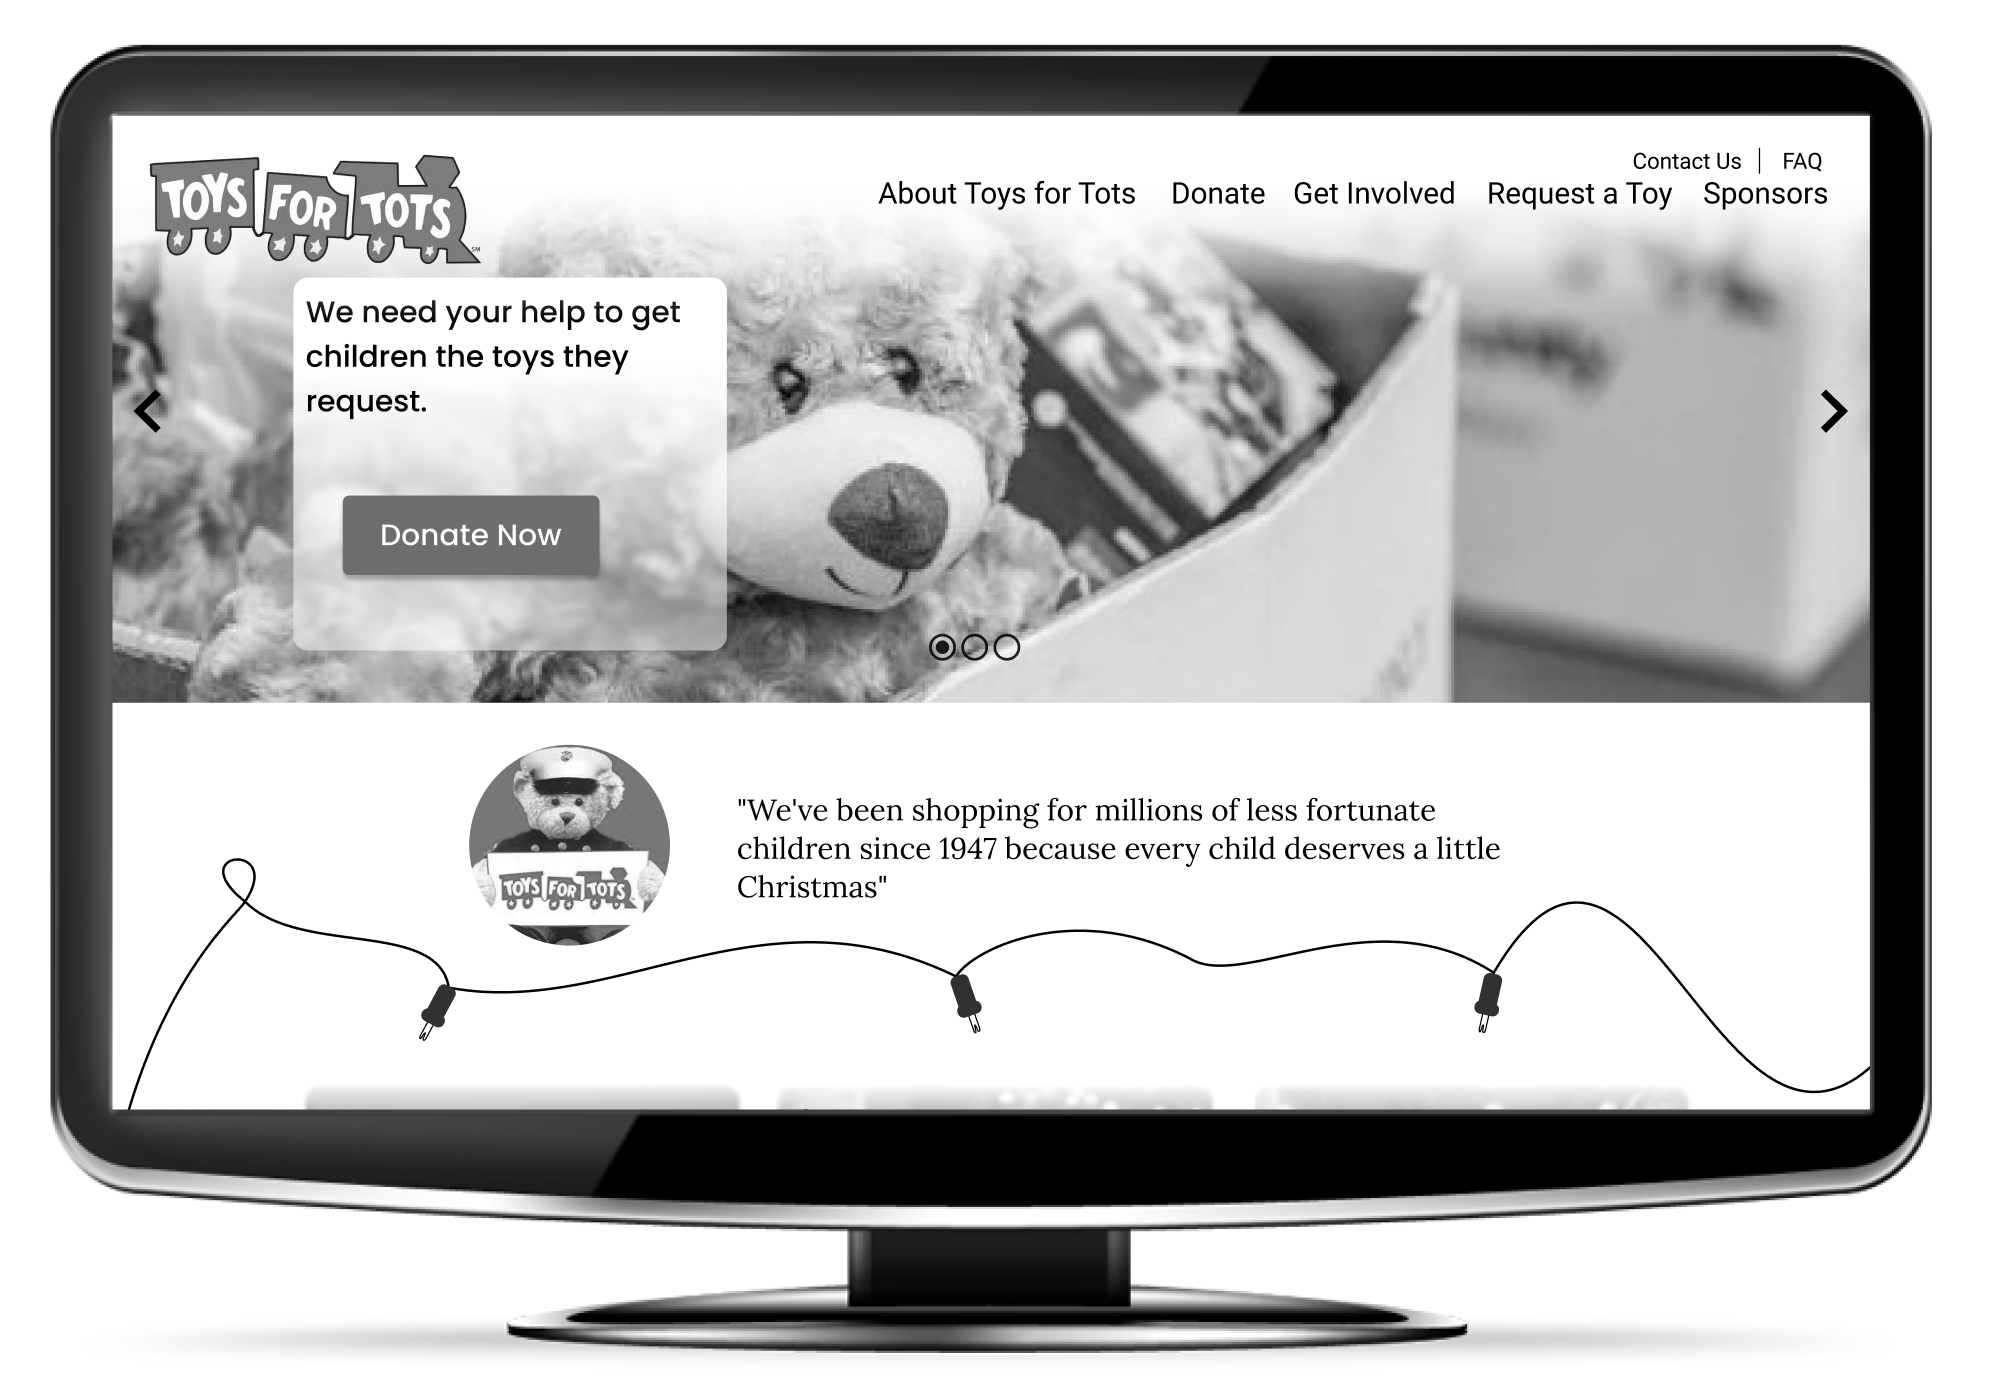 TOYS FOR TOTS
SM
Contact Us
FAQ
About Toys for Tots
Donate
Get Involved
Request a Toy
Sponsors
We need your help to get
children the toys they
request.
Donate Now
"We've been shopping for millions of less fortunate
children since 1947 because every child deserves a little
Christmas"
TOYS FOR TOTS